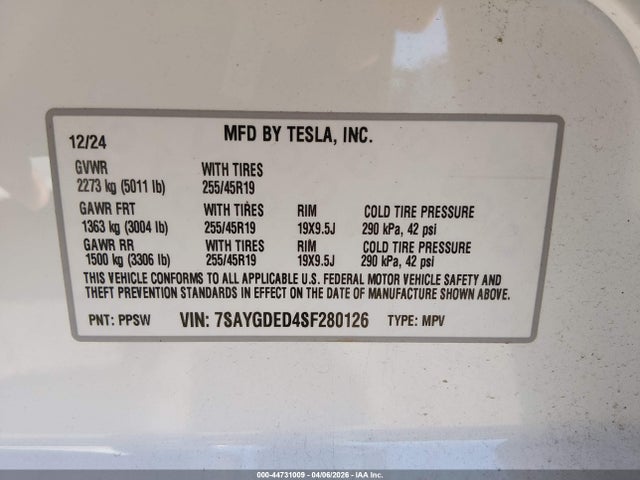 12/24 MFD BY TESLA, INC.
GVWR WITH TIRES
2273 kg (5011 lb) 255/45R19
GAWR FRT WITH TIRES RIM COLD TIRE PRESSURE
1363 kg (3004 lb) 255/45R19 19X9.5J 290 kPa, 42 psi
GAWR RR WITH TIRES RIM COLD TIRE PRESSURE
1500 kg (3306 lb) 255/45R19 19X9.5J 290 kPa, 42 psi
THIS VEHICLE CONFORMS TO ALL APPLICABLE U.S. FEDERAL MOTOR VEHICLE SAFETY AND
THEFT PREVENTION STANDARDS IN EFFECT ON THE DATE OF MANUFACTURE SHOWN ABOVE.
PNT: PPSW VIN: 7SAYGDED4SF280126 TYPE: MPV
000-44731009 - 04/06/2026 - IAA Inc.